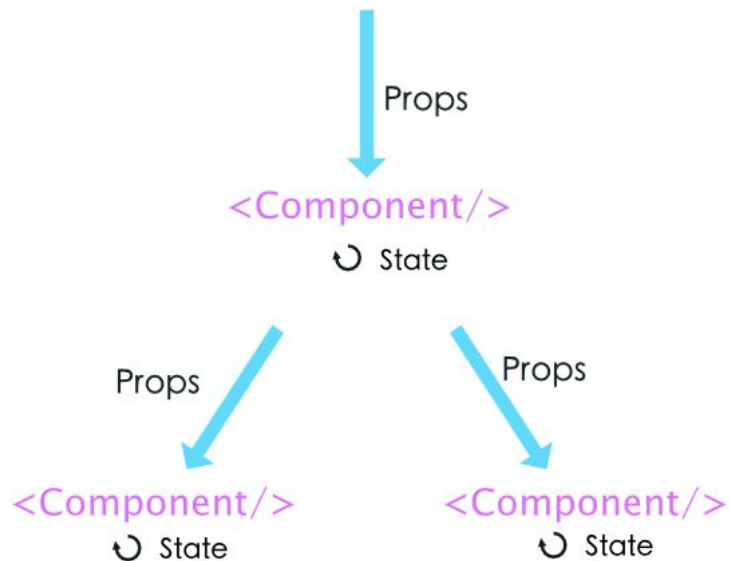 Props
<Component/>
State
Props
Props
<Component/>
<Component/>
State
State